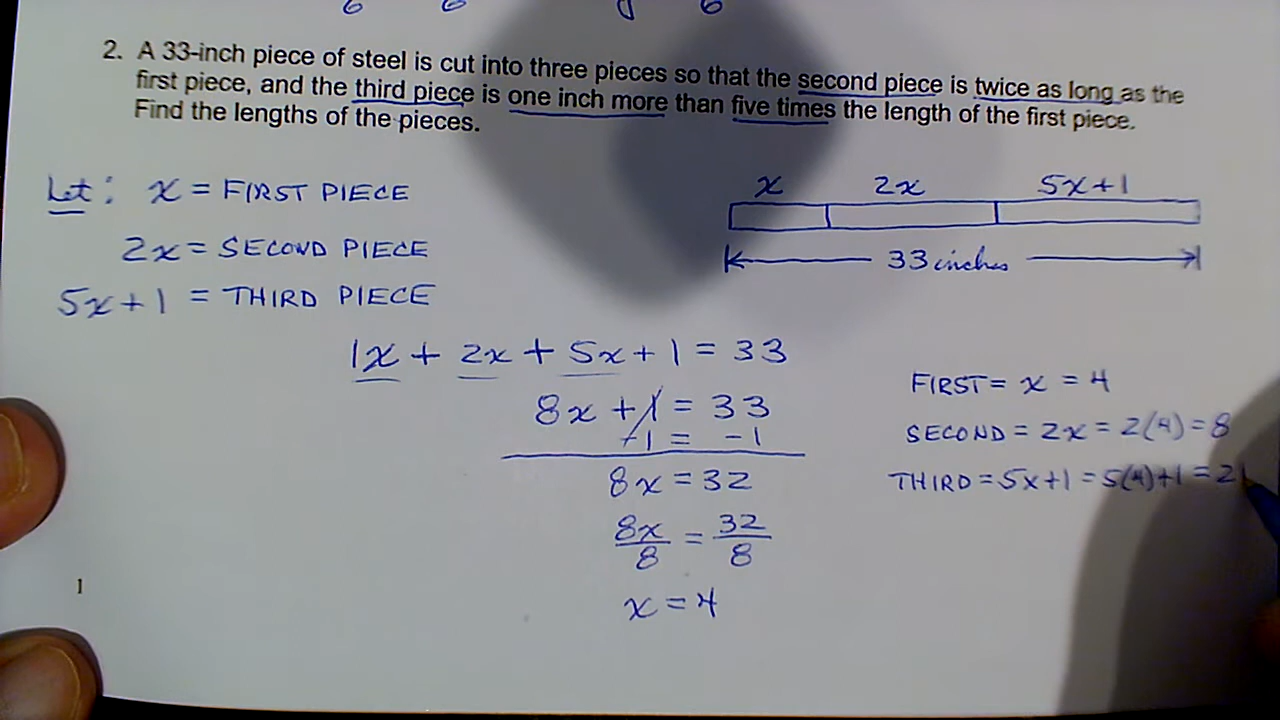 6 6 6
2. A 33-inch piece of steel is cut into three pieces so that the second piece is twice as long as the
first piece, and the third piece is one inch more than five times the length of the first piece.
Find the lengths of the pieces.
Let: x = FIRST PIECE
2x = SECOND PIECE
5x+1 = THIRD PIECE
x 2x 5x+1
33 inches
1x + 2x + 5x + 1 = 33
8x + 1 = 33
-1 = -1
8x = 32
8x/8 = 32/8
x = 4
FIRST = x = 4
SECOND = 2x = 2(4) = 8
THIRD = 5x+1 = 5(4)+1 = 21
1